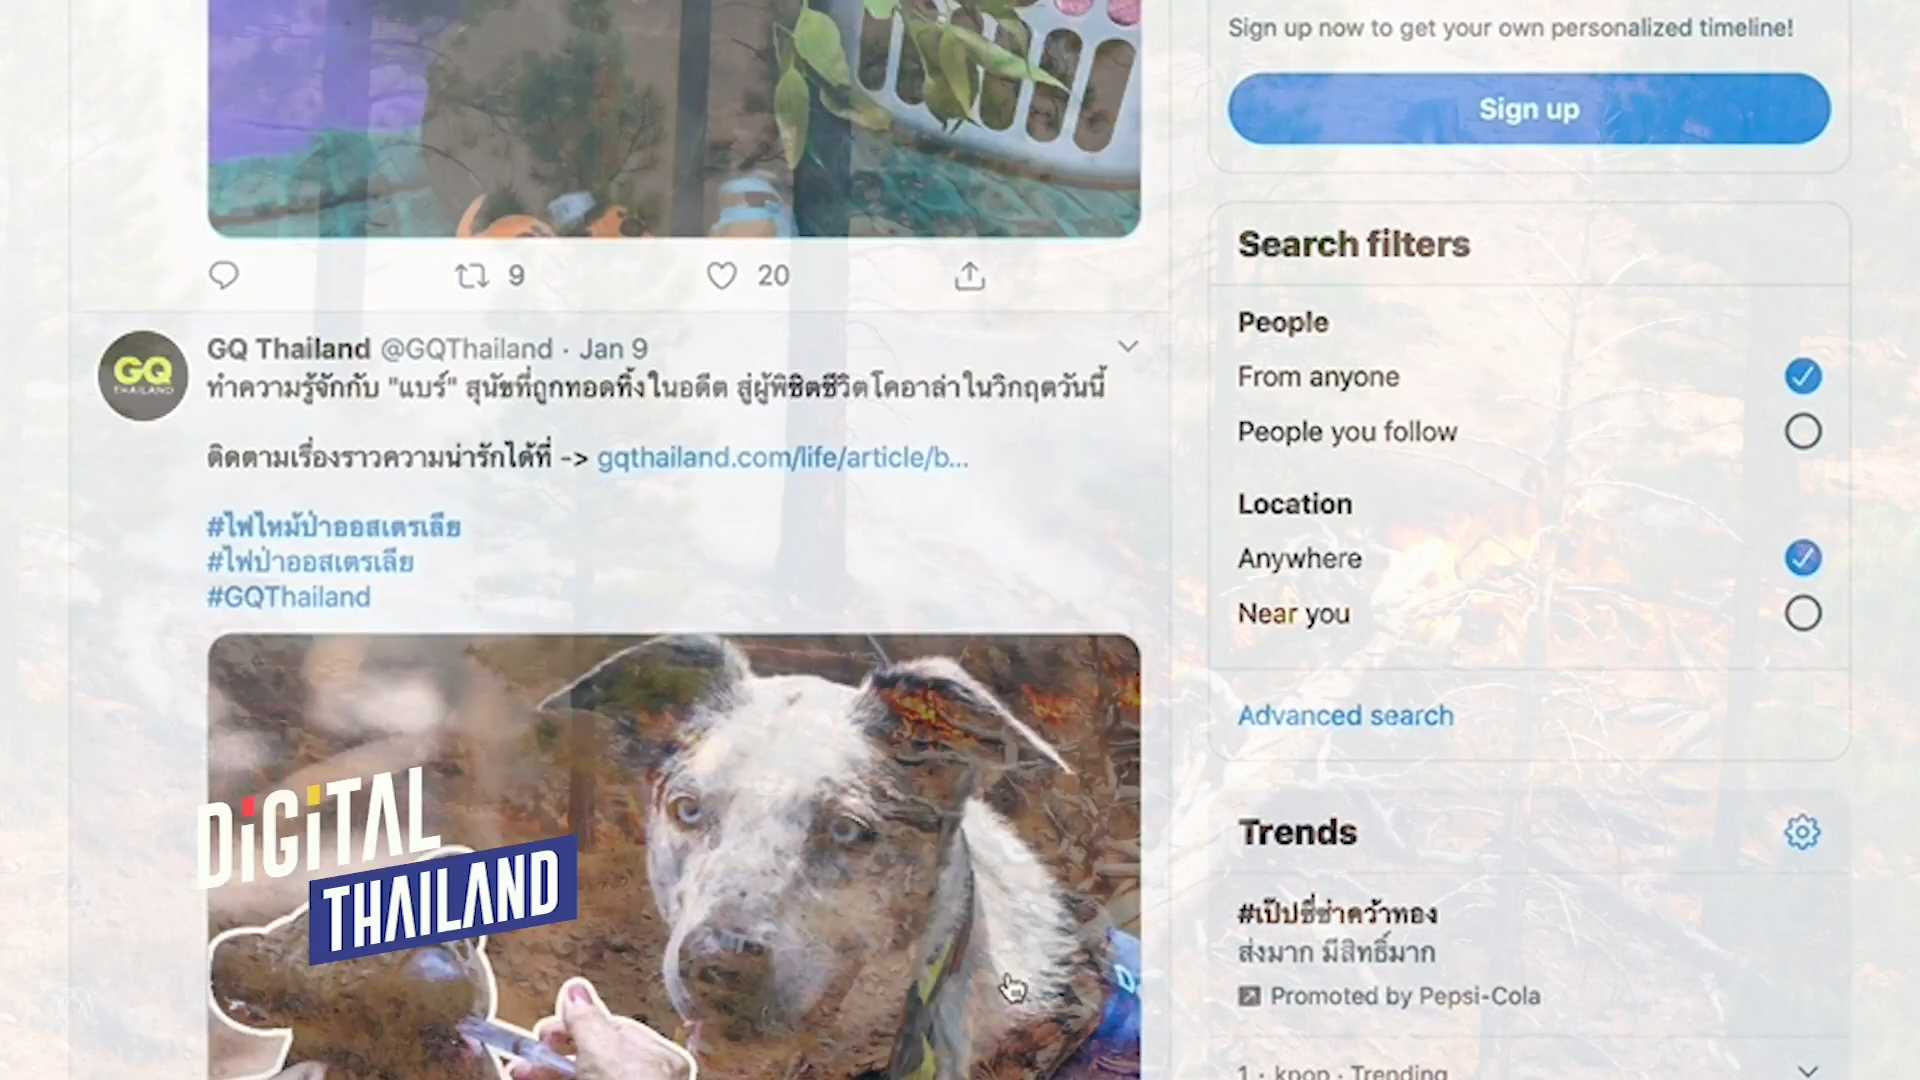 Sign up now to get your own personalized timeline!
Sign up
9
20
Search filters
People
From anyone
People you follow
Location
Anywhere
Near you
Advanced search
GQ
THAILAND
GQ Thailand @GQThailand · Jan 9
ทำความรู้จักกับ "แบร์" สุนัขที่ถูกทอดทิ้งในอดีต สู่ผู้พิชิตชีวิตโคอาล่าในวิกฤตวันนี้
ติดตามเรื่องราวความน่ารักได้ที่ -> gqthailand.com/life/article/b...
#ไฟไหม้ป่าออสเตรเลีย
#ไฟป่าออสเตรเลีย
#GQThailand
DiGiTAL
THAILAND
Trends
#เป๊ปซี่ซ่าคว้าทอง
ส่งมาก มีสิทธิ์มาก
Promoted by Pepsi-Cola
1 · kpop · Trending